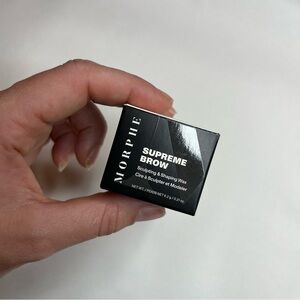 MORPHE
SUPREME
BROW
Sculpting & Shaping Wax
Cire à Sculpter et Modeler